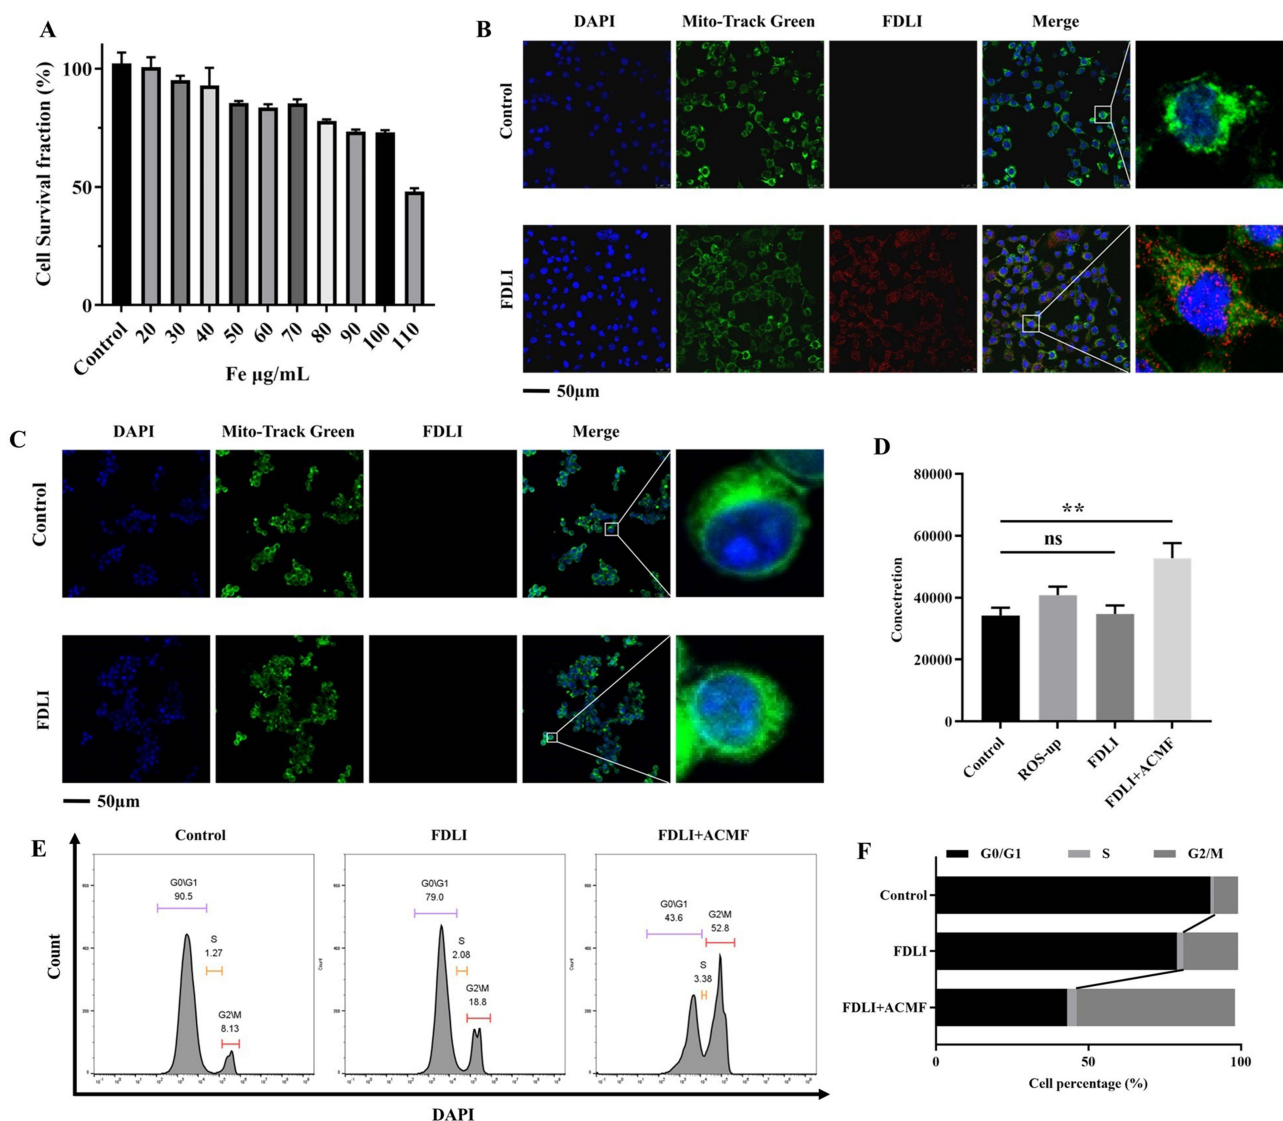 A
Cell Survival fraction (%)
100
50
0
Control
20
30
40
50
60
70
80
90
100
110
Fe μg/mL
B
DAPI
Mito-Track Green
FDLI
Merge
Control
FDLI
50μm
C
DAPI
Mito-Track Green
FDLI
Merge
Control
FDLI
50μm
D
Concetretion
80000
60000
40000
20000
0
**
ns
Control
ROS-up
FDLI
FDLI+ACMF
E
Count
Control
G0\G1
90.5
S
1.27
G2\M
8.13
FDLI
Count
G0\G1
79.0
S
2.08
G2\M
18.8
FDLI+ACMF
Count
G0\G1
43.6
S
3.38
G2\M
52.8
DAPI
F
G0/G1
S
G2/M
Control
FDLI
FDLI+ACMF
0
50
100
Cell percentage (%)